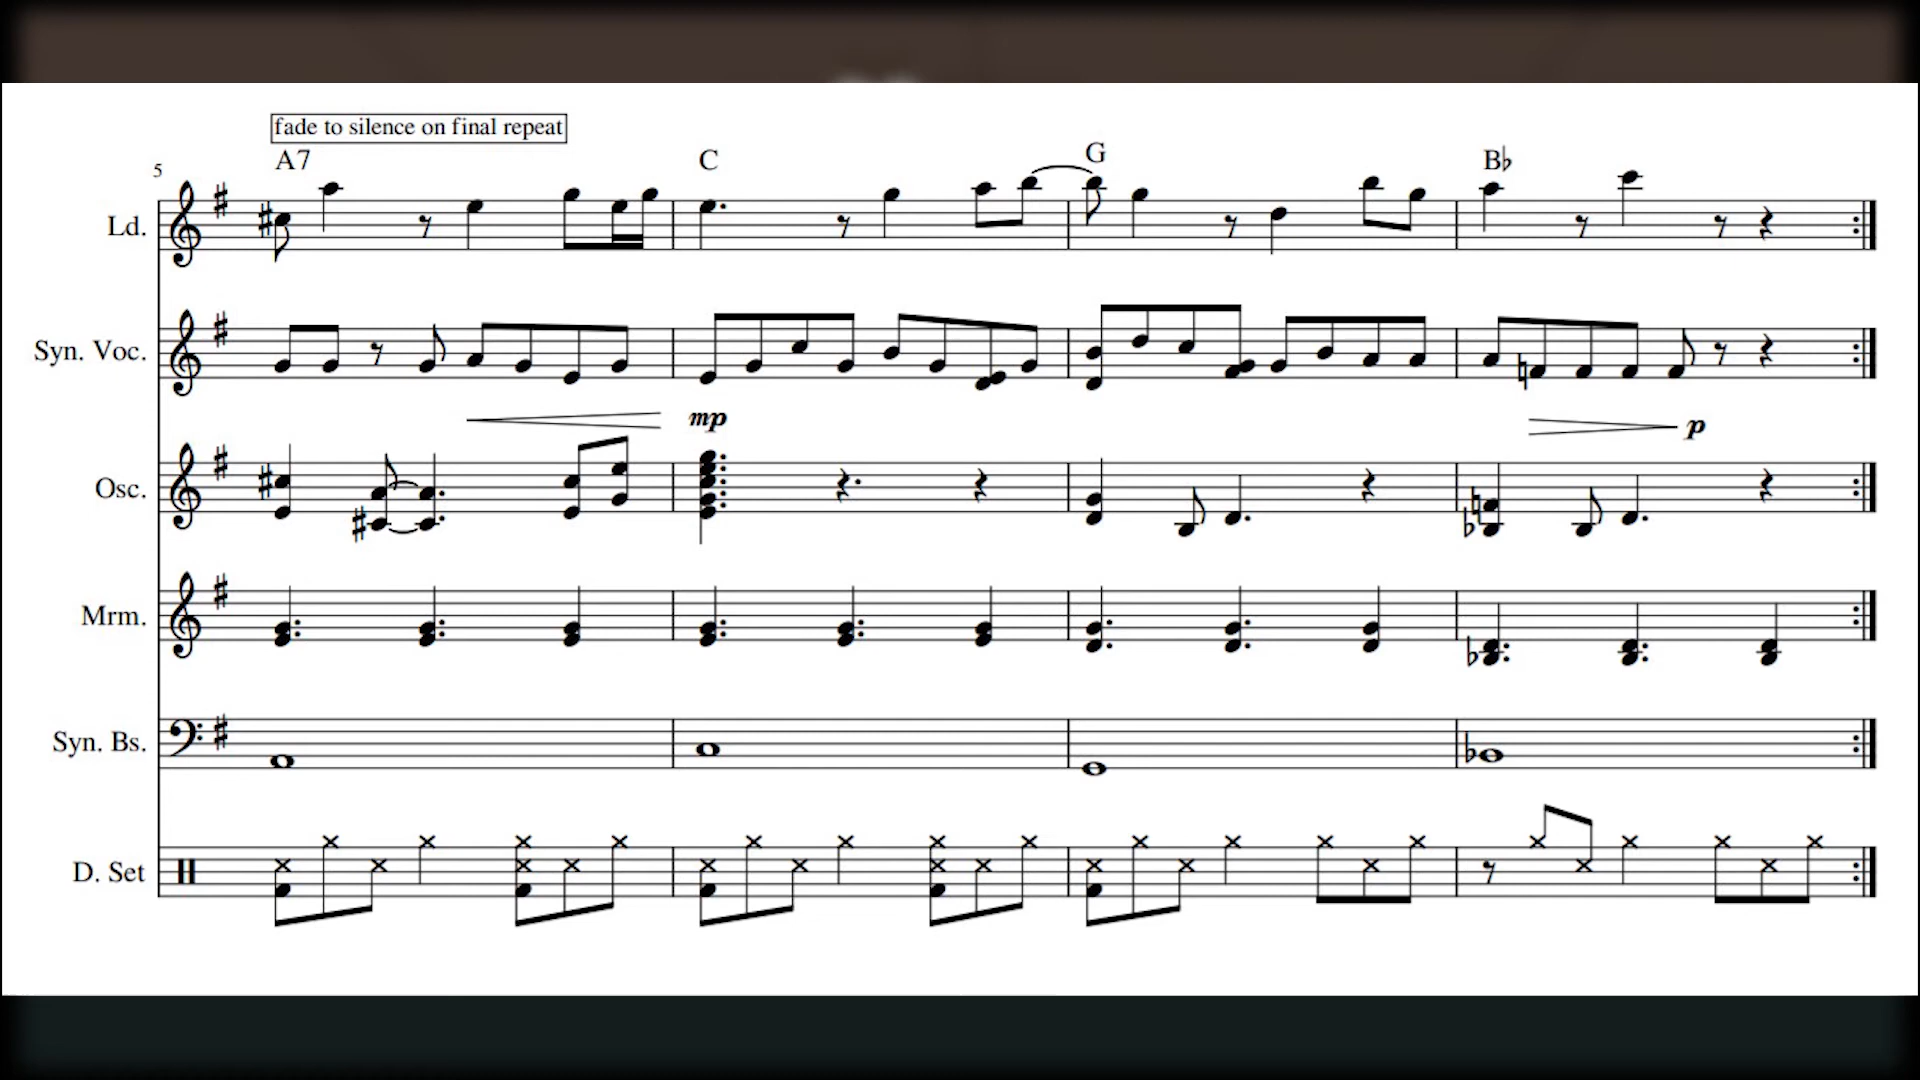 fade to silence on final repeat
A7 C G B♭
5
Ld.
Syn. Voc.
mp p
Osc.
Mrm.
Syn. Bs.
D. Set